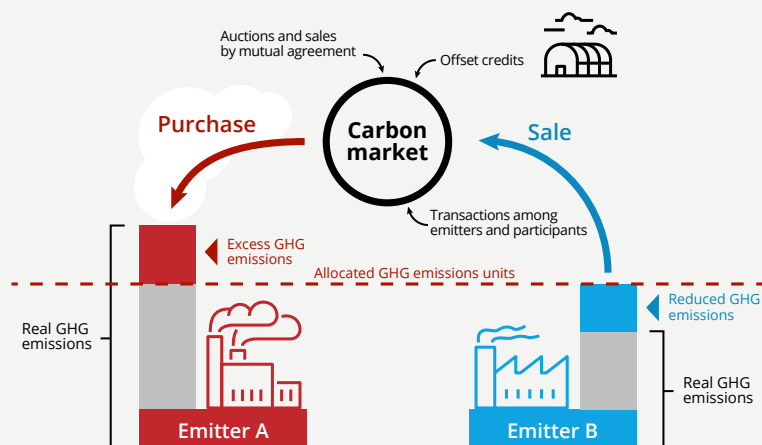 Auctions and sales
by mutual agreement
Offset credits
Purchase
Carbon
market
Sale
Transactions among
emitters and participants
Excess GHG
emissions
Allocated GHG emissions units
Reduced GHG
emissions
Real GHG
emissions
Real GHG
emissions
Emitter A
Emitter B